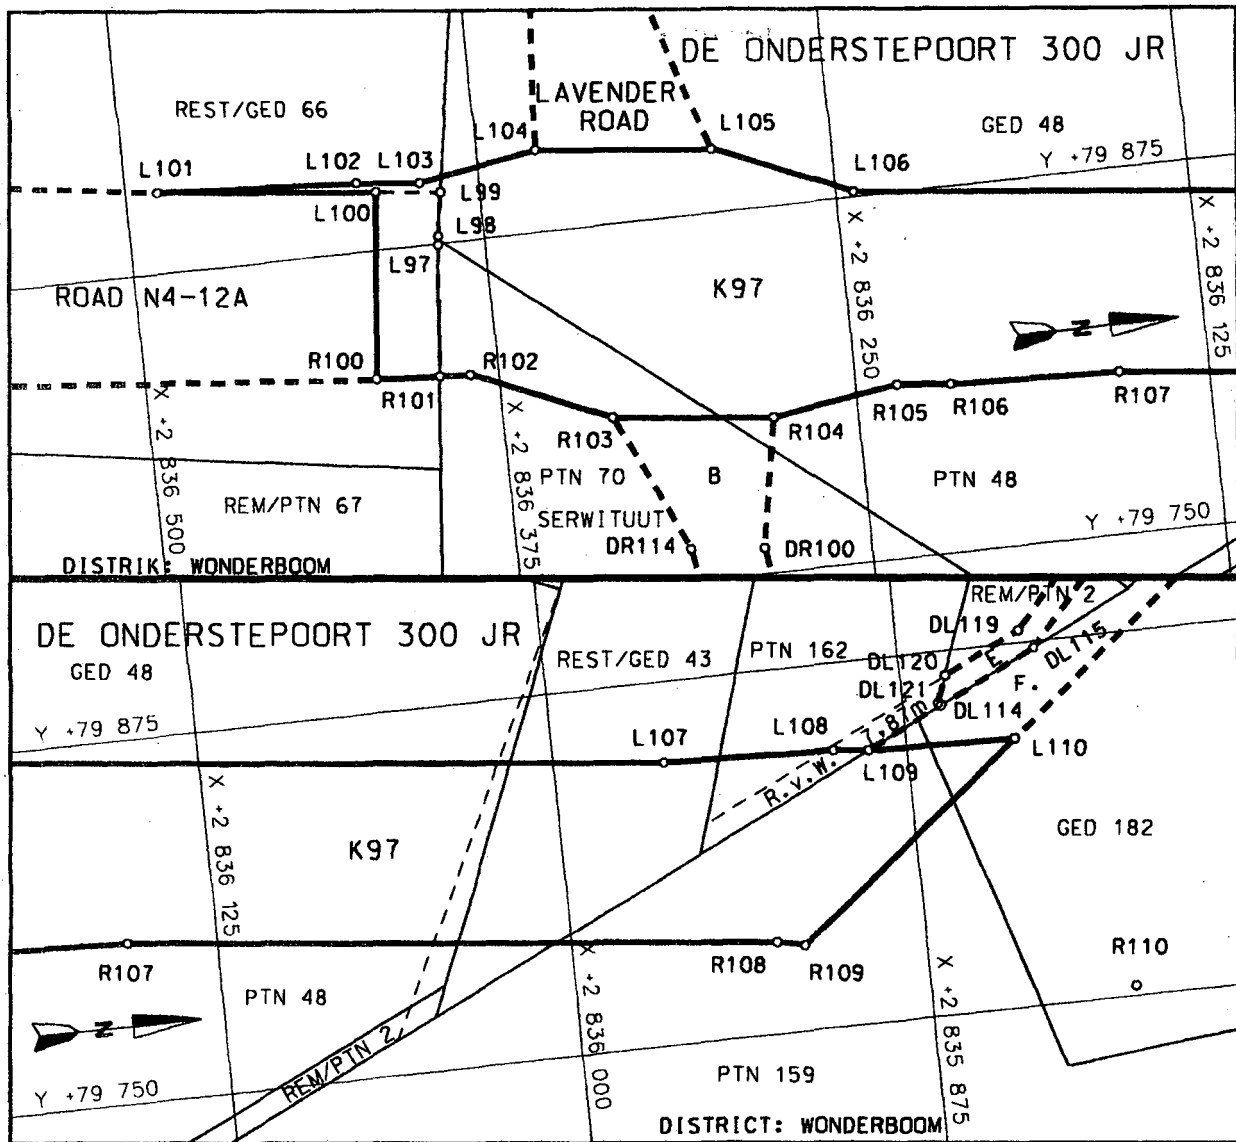 DE ONDERSTEPOORT 300 JR
REST/GED 66
LAVENDER
ROAD
L104
L105
GED 48
Y +79 875
L101
L102
L103
L106
L99
L100
L98
L97
X +2 836 250
X +2 836 125
ROAD N4-12A
K97
N
R100
R101
R102
R105
R106
R107
X +2 836 500
X +2 836 375
R103
R104
PTN 70
B
PTN 48
REM/PTN 67
SERWITUUT
Y +79 750
DR114
DR100
DISTRIK: WONDERBOOM
REM/PTN 2
DE ONDERSTEPOORT 300 JR
DL119
GED 48
REST/GED 43
PTN 162
DL120
E
DL115
DL121
F.
Y +79 875
L107
L108
DL114
R.v.W. 7,87m
L109
L110
X +2 836 125
K97
GED 182
R107
R108
R109
R110
PTN 48
X +2 836 000
X +2 835 875
N
REM/PTN 2
Y +79 750
PTN 159
DISTRICT: WONDERBOOM